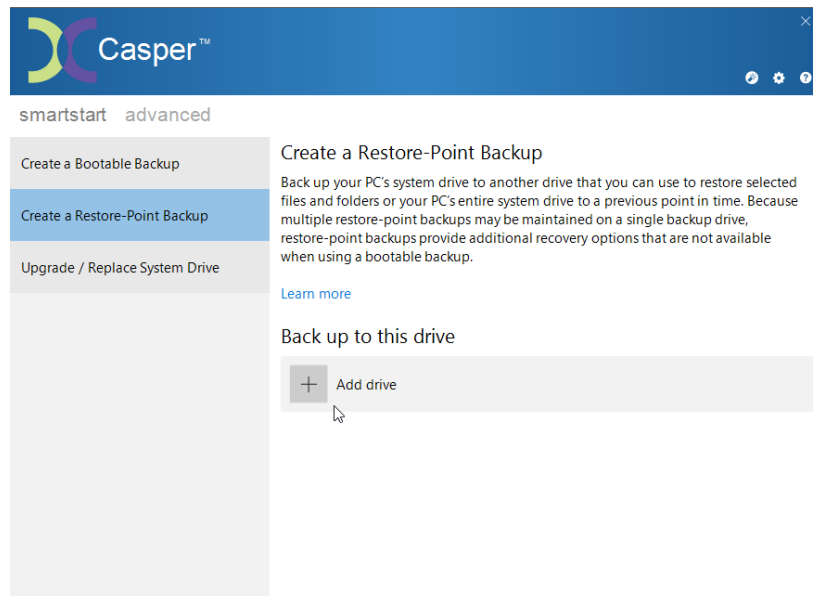 Casper™
smartstart advanced
Create a Bootable Backup
Create a Restore-Point Backup
Upgrade / Replace System Drive
Create a Restore-Point Backup
Back up your PC's system drive to another drive that you can use to restore selected
files and folders or your PC's entire system drive to a previous point in time. Because
multiple restore-point backups may be maintained on a single backup drive,
restore-point backups provide additional recovery options that are not available
when using a bootable backup.
Learn more
Back up to this drive
Add drive